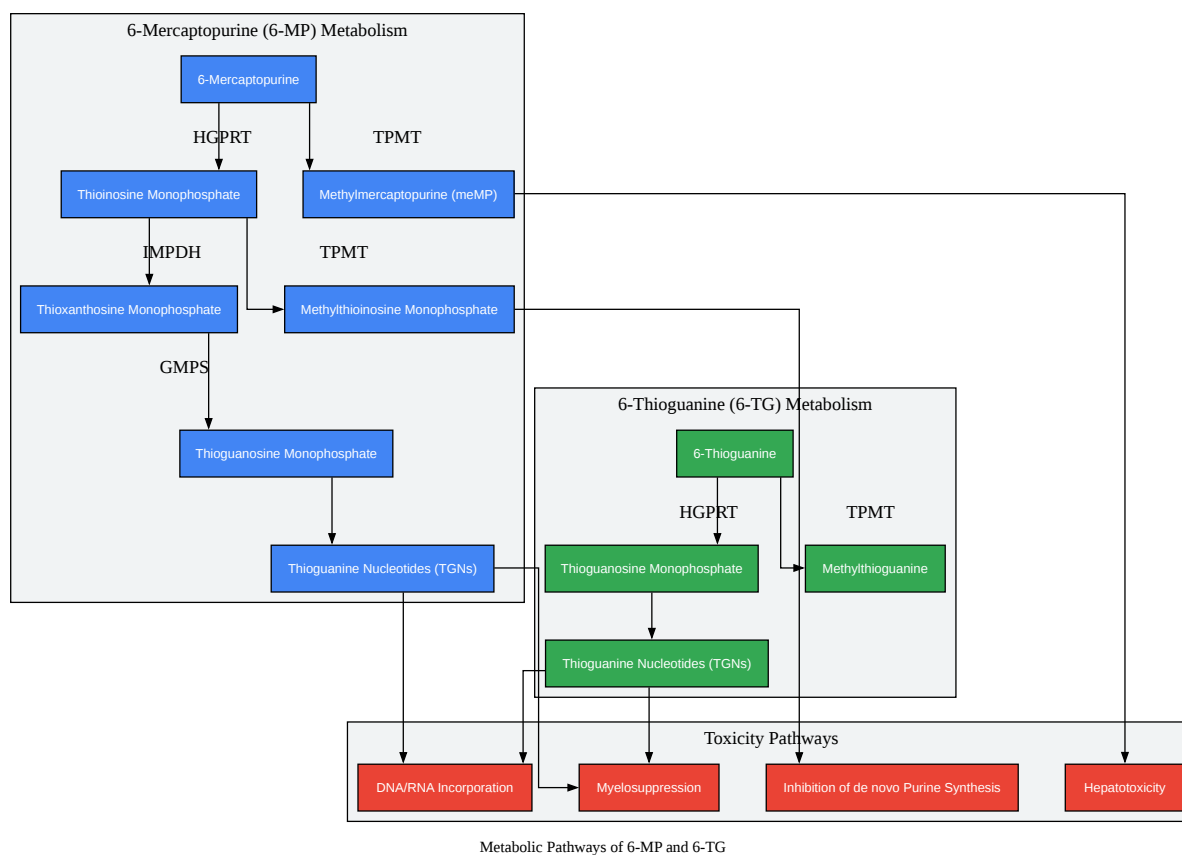 6-Mercaptopurine (6-MP) Metabolism
6-Mercaptopurine
HGPRT
TPMT
Thioinosine Monophosphate
Methylmercaptopurine (meMP)
IMPDH
TPMT
Thioxanthosine Monophosphate
Methylthioinosine Monophosphate
GMPS
Thioguanosine Monophosphate
Thioguanine Nucleotides (TGNs)
6-Thioguanine (6-TG) Metabolism
6-Thioguanine
HGPRT
TPMT
Thioguanosine Monophosphate
Methylthioguanine
Thioguanine Nucleotides (TGNs)
Toxicity Pathways
DNA/RNA Incorporation
Myelosuppression
Inhibition of de novo Purine Synthesis
Hepatotoxicity
Metabolic Pathways of 6-MP and 6-TG